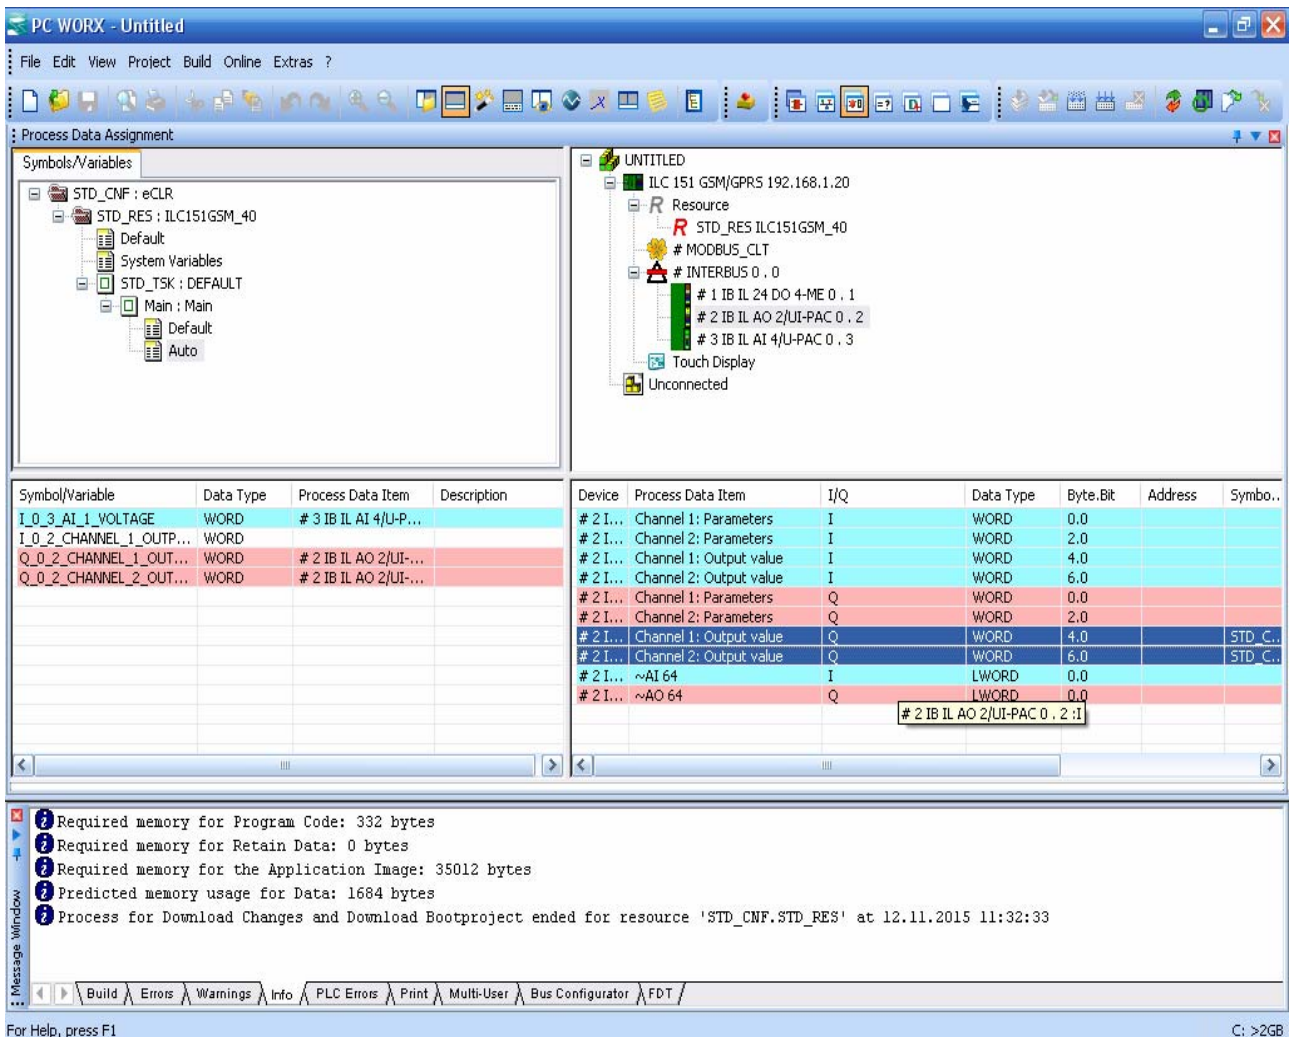 PC WORX - Untitled
File Edit View Project Build Online Extras ?
Process Data Assignment
Symbols/Variables
STD_CNF : eCLR
STD_RES : ILC151GSM_40
Default
System Variables
STD_TSK : DEFAULT
Main : Main
Default
Auto
UNTITLED
ILC 151 GSM/GPRS 192.168.1.20
Resource
STD_RES ILC151GSM_40
# MODBUS_CLT
# INTERBUS 0 . 0
# 1 IB IL 24 DO 4-ME 0 . 1
# 2 IB IL AO 2/UI-PAC 0 . 2
# 3 IB IL AI 4/U-PAC 0 . 3
Touch Display
Unconnected
Symbol/Variable Data Type Process Data Item Description
I_0_3_AI_1_VOLTAGE WORD # 3 IB IL AI 4/U-P...
I_0_2_CHANNEL_1_OUTP... WORD
Q_0_2_CHANNEL_1_OUT... WORD # 2 IB IL AO 2/UI-...
Q_0_2_CHANNEL_2_OUT... WORD # 2 IB IL AO 2/UI-...
Device Process Data Item I/Q Data Type Byte.Bit Address Symbo..
# 2 I... Channel 1: Parameters I WORD 0.0
# 2 I... Channel 2: Parameters I WORD 2.0
# 2 I... Channel 1: Output value I WORD 4.0
# 2 I... Channel 2: Output value I WORD 6.0
# 2 I... Channel 1: Parameters Q WORD 0.0
# 2 I... Channel 2: Parameters Q WORD 2.0
# 2 I... Channel 1: Output value Q WORD 4.0 STD_C..
# 2 I... Channel 2: Output value Q WORD 6.0 STD_C..
# 2 I... ~AI 64 I LWORD 0.0
# 2 I... ~AO 64 Q LWORD 0.0
# 2 IB IL AO 2/UI-PAC 0 . 2 :I
Required memory for Program Code: 332 bytes
Required memory for Retain Data: 0 bytes
Required memory for the Application Image: 35012 bytes
Predicted memory usage for Data: 1684 bytes
Process for Download Changes and Download Bootproject ended for resource 'STD_CNF.STD_RES' at 12.11.2015 11:32:33
Message Window
Build Errors Warnings Info PLC Errors Print Multi-User Bus Configurator FDT
For Help, press F1 C: >2GB